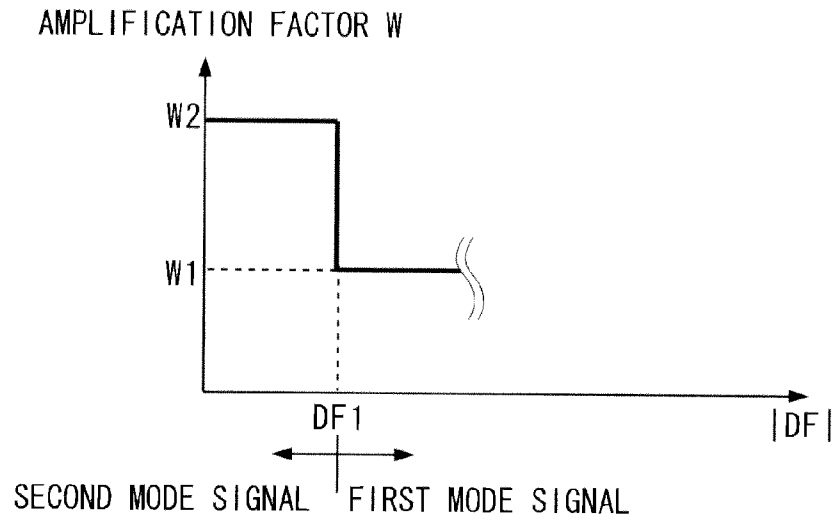 AMPLIFICATION FACTOR W
W2
W1
DF1
|DF|
SECOND MODE SIGNAL
FIRST MODE SIGNAL